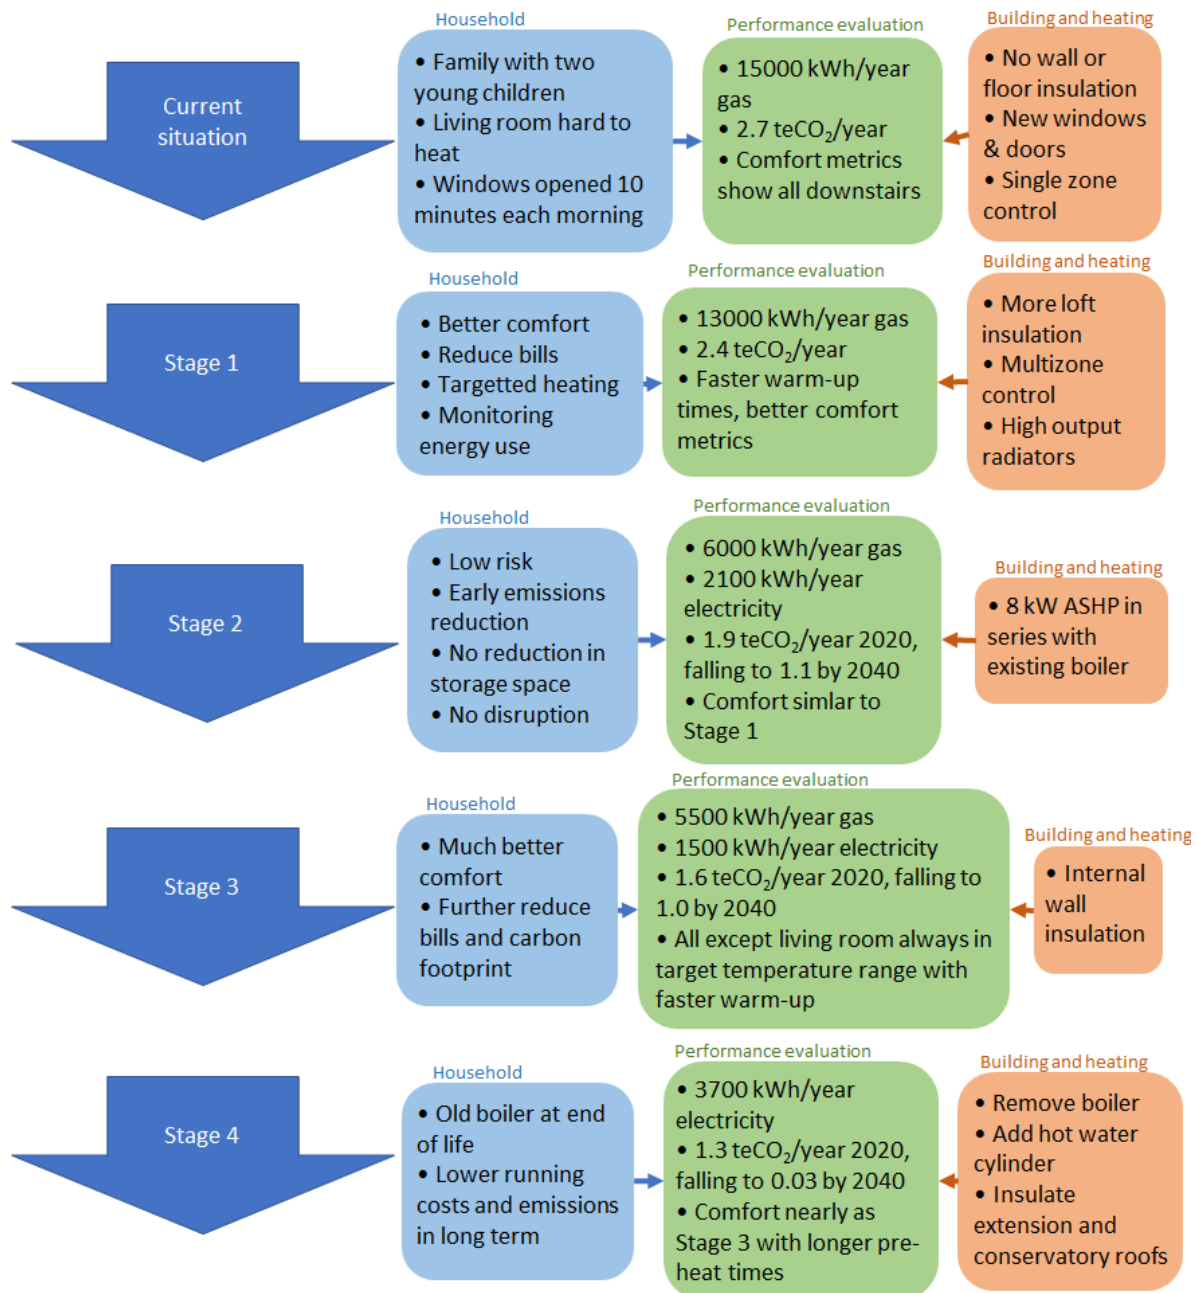 Household
Performance evaluation
Building and heating
Current
situation
• Family with two
young children
• Living room hard to
heat
• Windows opened 10
minutes each morning
• 15000 kWh/year
gas
• 2.7 teCO₂/year
• Comfort metrics
show all downstairs
• No wall or
floor insulation
• New windows
& doors
• Single zone
control
Household
Performance evaluation
Building and heating
Stage 1
• Better comfort
• Reduce bills
• Targetted heating
• Monitoring
energy use
• 13000 kWh/year gas
• 2.4 teCO₂/year
• Faster warm-up
times, better comfort
metrics
• More loft
insulation
• Multizone
control
• High output
radiators
Household
Performance evaluation
Building and heating
Stage 2
• Low risk
• Early emissions
reduction
• No reduction in
storage space
• No disruption
• 6000 kWh/year gas
• 2100 kWh/year
electricity
• 1.9 teCO₂/year 2020,
falling to 1.1 by 2040
• Comfort simlar to
Stage 1
• 8 kW ASHP in
series with
existing boiler
Household
Performance evaluation
Building and heating
Stage 3
• Much better
comfort
• Further reduce
bills and carbon
footprint
• 5500 kWh/year gas
• 1500 kWh/year electricity
• 1.6 teCO₂/year 2020, falling to
1.0 by 2040
• All except living room always in
target temperature range with
faster warm-up
• Internal
wall
insulation
Household
Performance evaluation
Building and heating
Stage 4
• Old boiler at end
of life
• Lower running
costs and emissions
in long term
• 3700 kWh/year
electricity
• 1.3 teCO₂/year 2020,
falling to 0.03 by 2040
• Comfort nearly as
Stage 3 with longer pre-
heat times
• Remove boiler
• Add hot water
cylinder
• Insulate
extension and
conservatory roofs